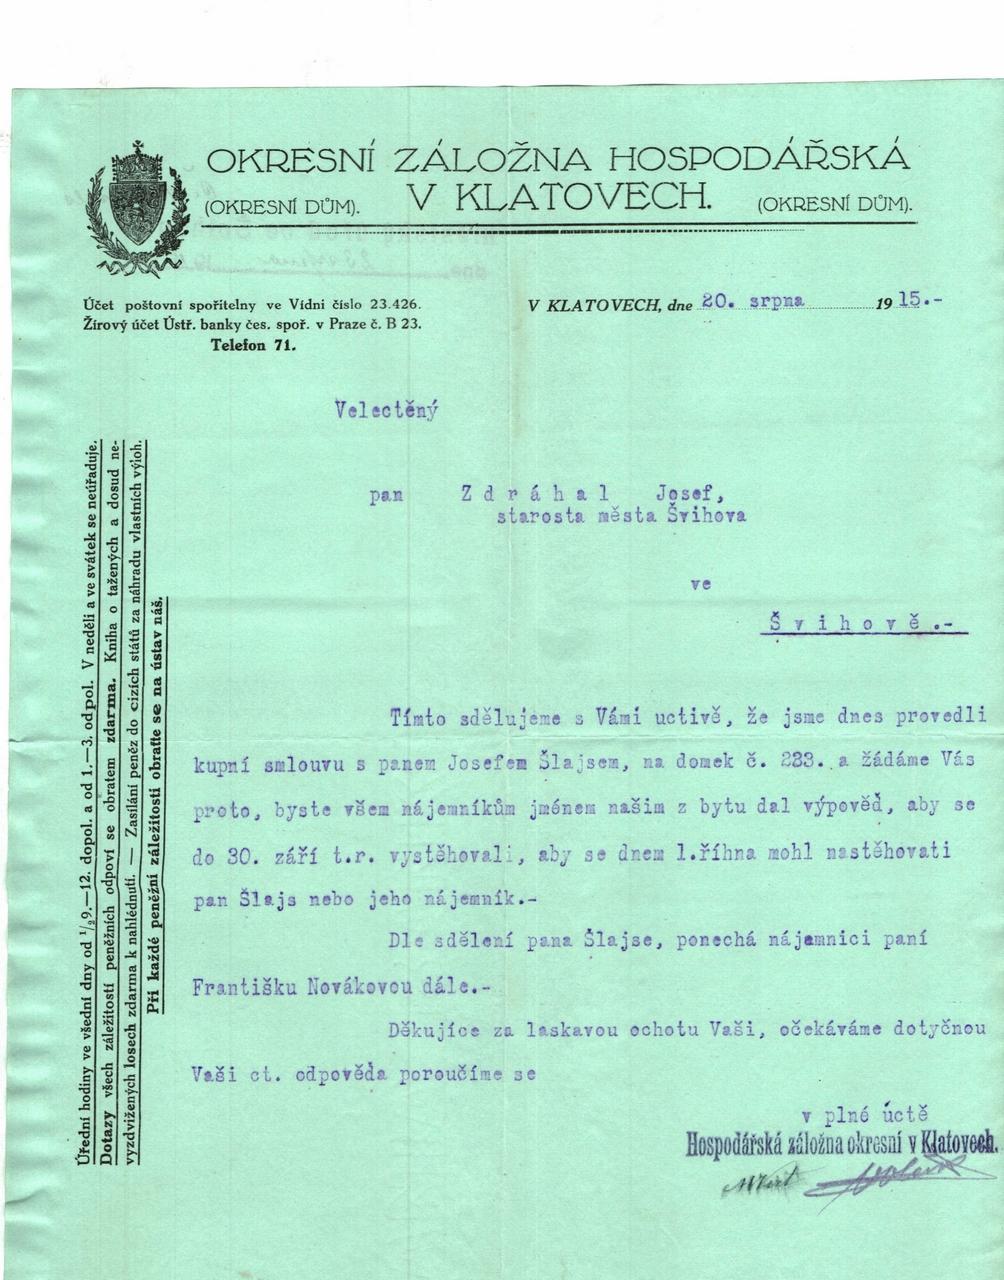 OKRESNÍ ZÁLOŽNA HOSPODÁŘSKÁ
(OKRESNÍ DŮM). V KLATOVECH. (OKRESNÍ DŮM).
Účet poštovní spořitelny ve Vídni číslo 23.426.
Žirový účet Ústř. banky čes. spoř. v Praze č. B 23.
Telefon 71.
V KLATOVECH, dne 20. srpna 1915.-
Velectěný
pan Zdráhal Josef,
starosta města Švihova
ve
Švihově.-
Tímto sdělujeme s Vámi uctivě, že jsme dnes provedli
kupní smlouvu s panem Josefem Šlajsem, na domek č. 233. a žádáme Vás
proto, byste všem nájemníkům jménem našim z bytu dal výpověď, aby se
do 30. září t.r. vystěhovali, aby se dnem 1.října mohl nastěhovati
pan Šlajs nebo jeho nájemník.-
Dle sdělení pana Šlajse, ponechá nájemnici paní
Františku Novákovou dále.-
Děkujíce za laskavou ochotu Vaši, očekáváme dotyčnou
Vaši ct. odpověďa poroučíme se
v plné úctě
Hospodářská záložna okresní v Klatovech.
Úřední hodiny ve všední dny od 1/2 9.—12. dopol. a od 1.—3. odpol. V neděli a ve svátek se neúřaduje.
Dotazy všech záležitostí peněžních odpoví se obratem zdarma. Kniha o tažených a dosud ne-
vyzdvižených losech zdarma k nahlédnutí. — Zasílání peněz do cizích států za náhradu vlastních výloh.
Při každé peněžní záležitosti obraťte se na ústav náš.